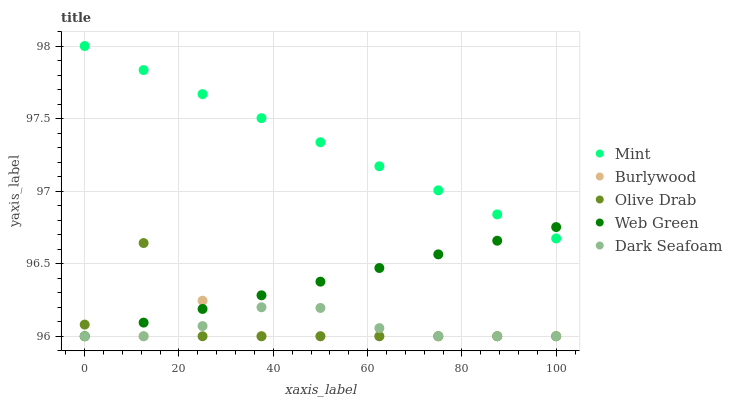 title
yaxis_label
98
97.5
97
96.5
96
0
20
40
60
80
100
xaxis_label
Mint
Burlywood
Olive Drab
Web Green
Dark Seafoam